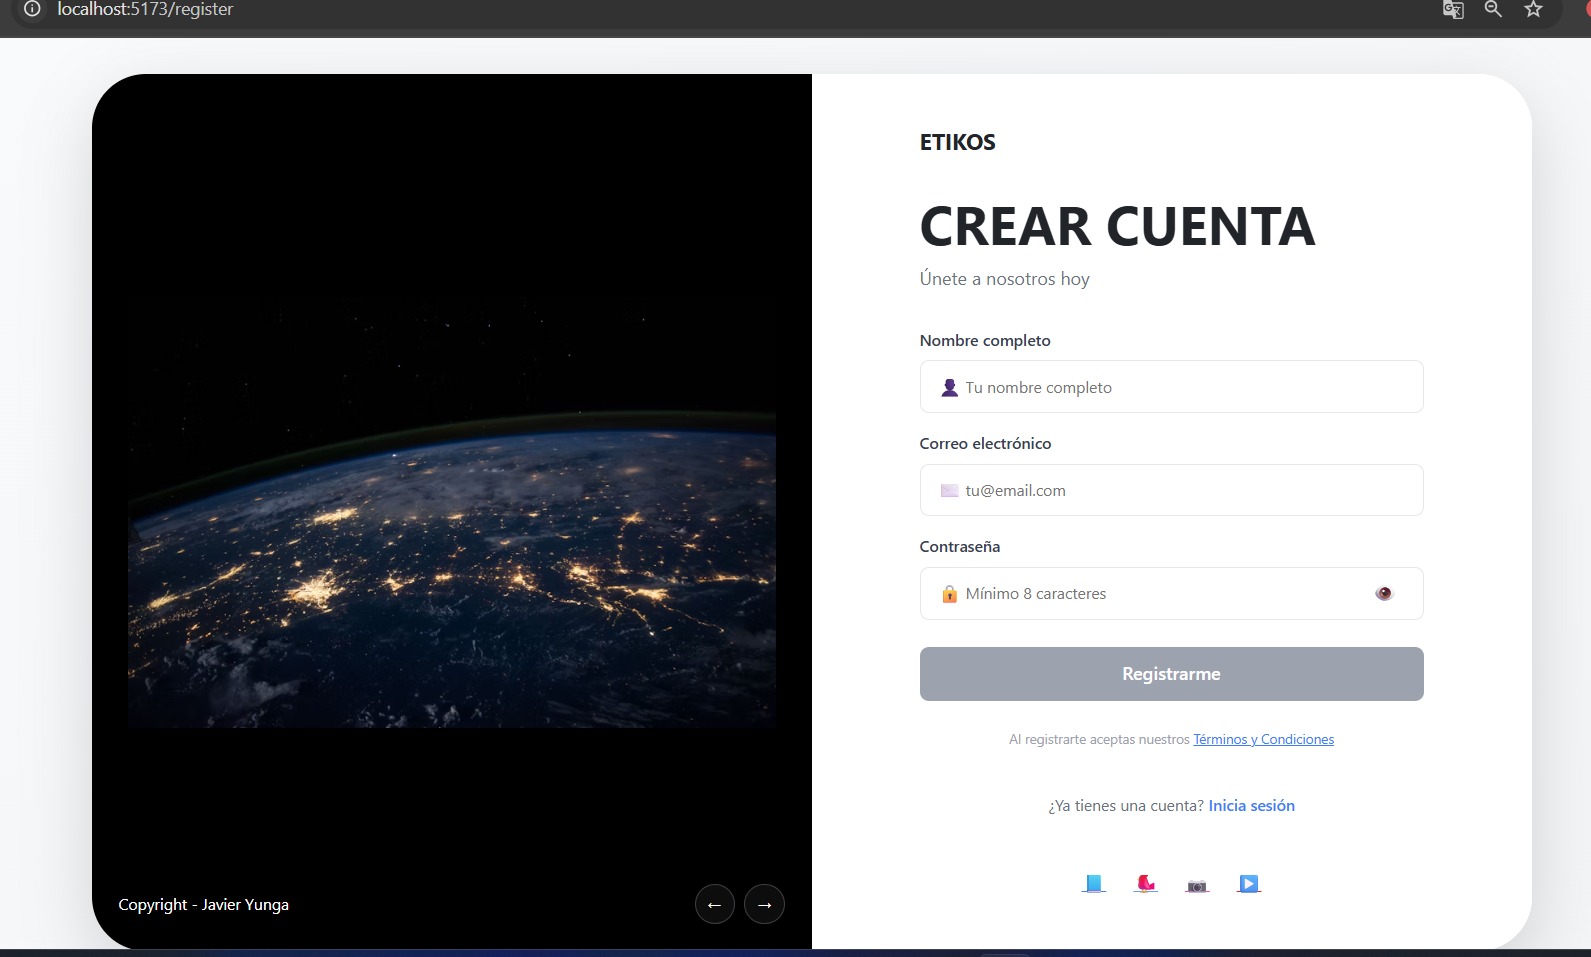 localhost:5173/register
ETIKOS
CREAR CUENTA
Únete a nosotros hoy
Nombre completo
Tu nombre completo
Correo electrónico
tu@email.com
Contraseña
Mínimo 8 caracteres
Registrarme
Al registrarte aceptas nuestros Términos y Condiciones
¿Ya tienes una cuenta? Inicia sesión
Copyright - Javier Yunga
← →